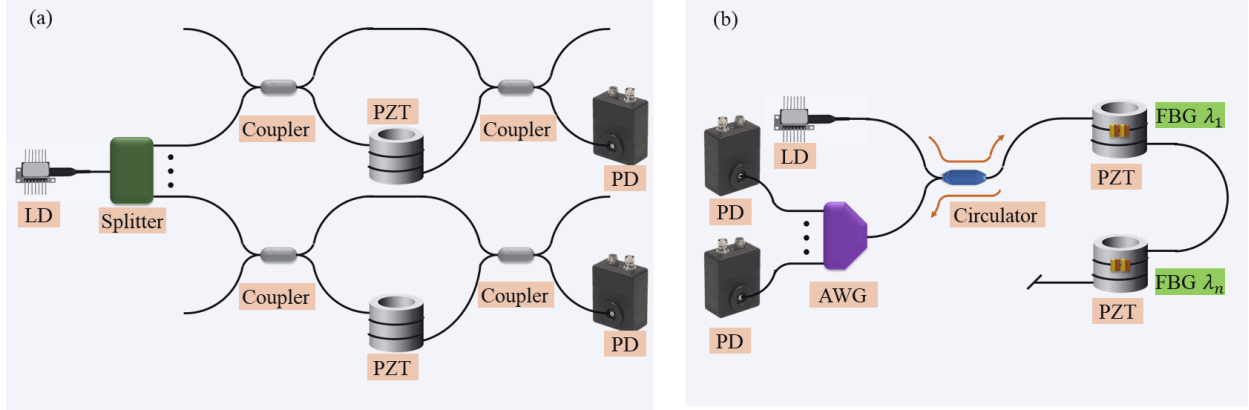 (a)
Coupler
PZT
Coupler
PD
LD
Splitter
Coupler
PZT
Coupler
PD
(b)
LD
PD
PD
AWG
Circulator
PZT
FBG λ₁
PZT
FBG λₙ